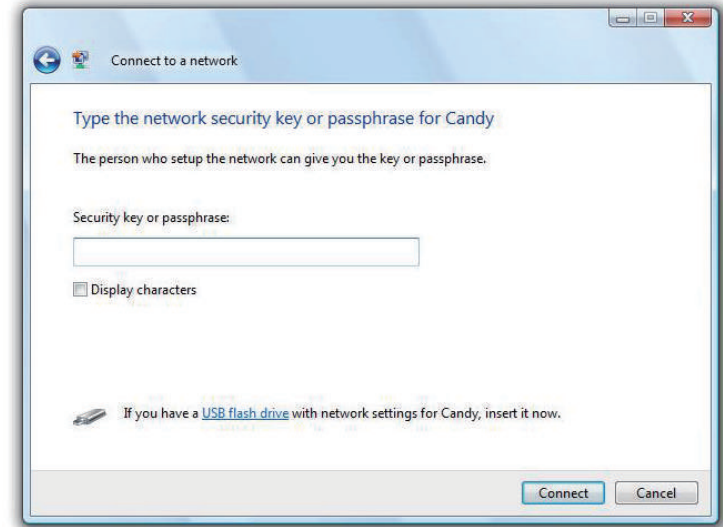 Connect to a network
Type the network security key or passphrase for Candy
The person who setup the network can give you the key or passphrase.
Security key or passphrase:
Display characters
If you have a USB flash drive with network settings for Candy, insert it now.
Connect Cancel